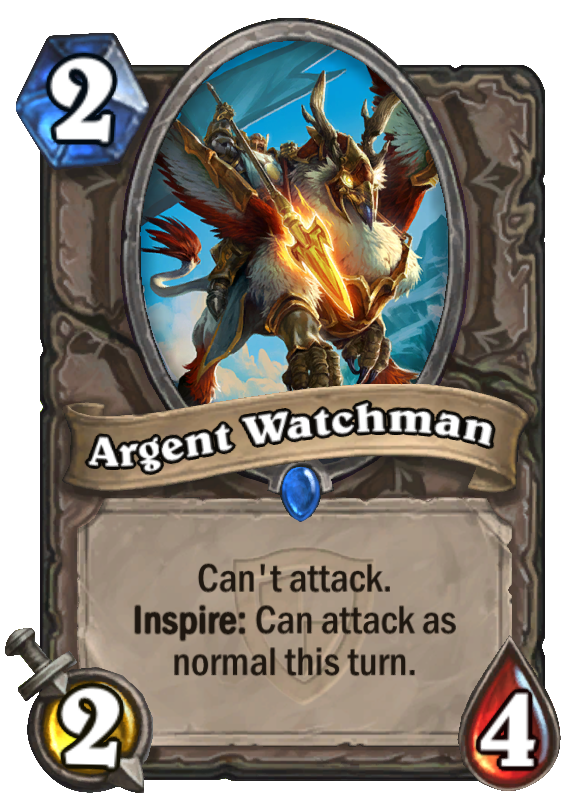 2
Argent Watchman
Can't attack.
Inspire: Can attack as
normal this turn.
2
4